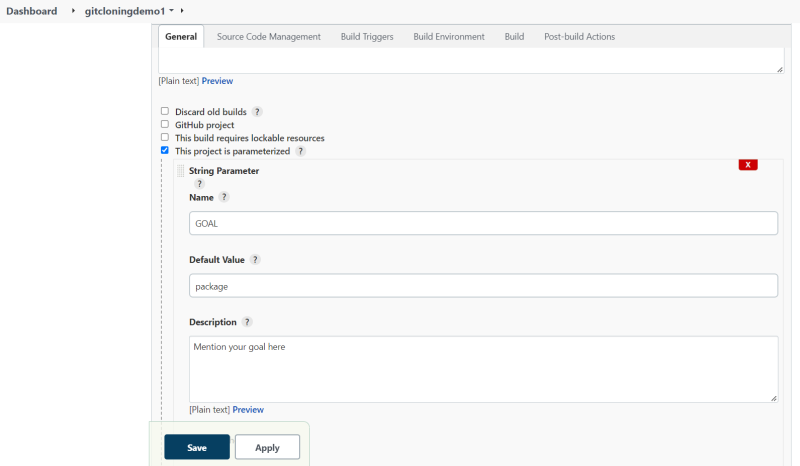 Dashboard gitcloningdemo1
General Source Code Management Build Triggers Build Environment Build Post-build Actions
[Plain text] Preview
Discard old builds ?
GitHub project
This build requires lockable resources
This project is parameterized ?
String Parameter X
?
Name ?
GOAL
Default Value ?
package
Description ?
Mention your goal here
[Plain text] Preview
Save Apply